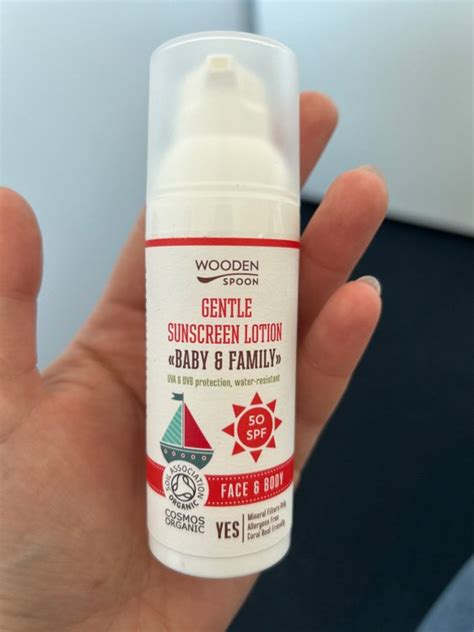 WOODEN
SPOON
GENTLE
SUNSCREEN LOTION
«BABY & FAMILY»
UVA & UVB protection, water-resistant
50
SPF
FACE & BODY
SOIL ASSOCIATION
ORGANIC
COSMOS
ORGANIC
YES
Mineral Filters Only
Allergens Free
Coral Reef Friendly